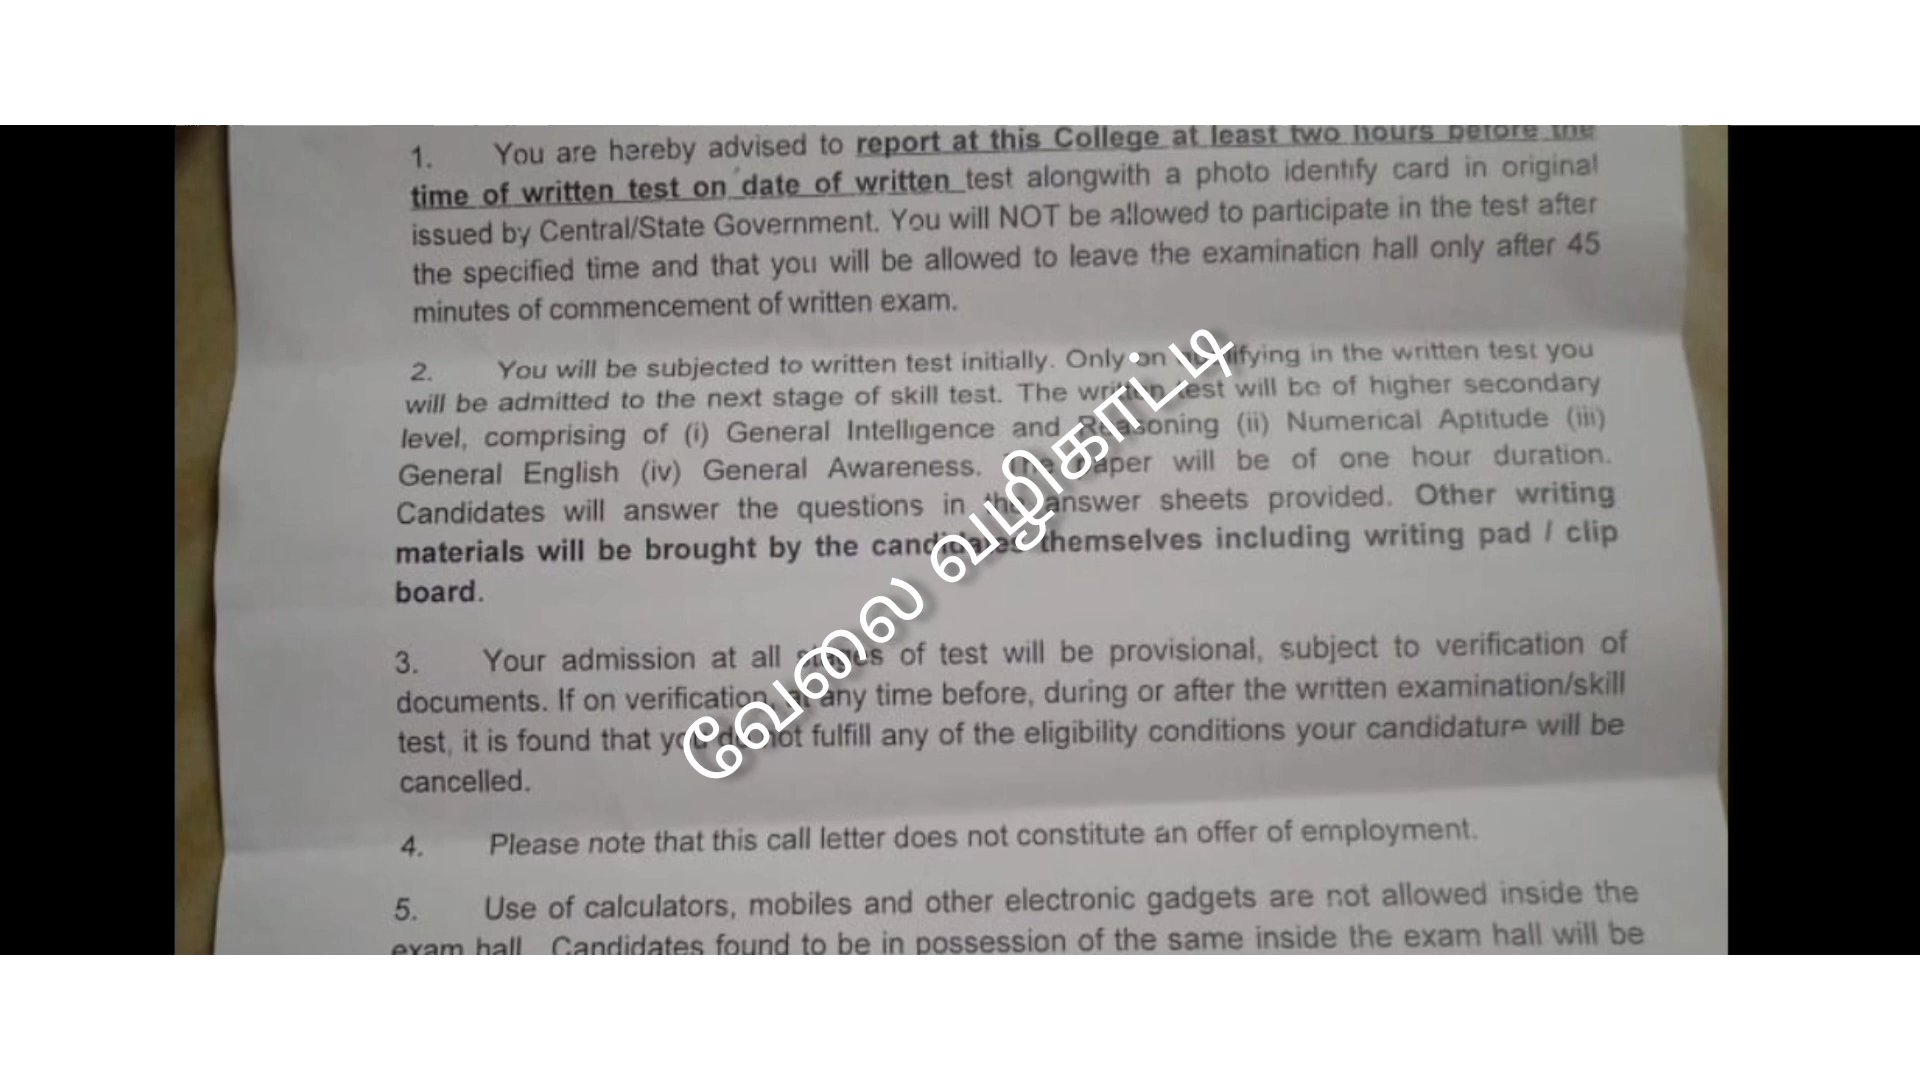 1. You are hereby advised to report at this College at least two hours before the
time of written test on date of written test alongwith a photo identify card in original
issued by Central/State Government. You will NOT be allowed to participate in the test after
the specified time and that you will be allowed to leave the examination hall only after 45
minutes of commencement of written exam.
2. You will be subjected to written test initially. Only on qualifying in the written test you
will be admitted to the next stage of skill test. The written test will be of higher secondary
level, comprising of (i) General Intelligence and Reasoning (ii) Numerical Aptitude (iii)
General English (iv) General Awareness. The paper will be of one hour duration.
Candidates will answer the questions in the answer sheets provided. Other writing
materials will be brought by the candidates themselves including writing pad / clip
board.
3. Your admission at all stages of test will be provisional, subject to verification of
documents. If on verification, at any time before, during or after the written examination/skill
test, it is found that you do not fulfill any of the eligibility conditions your candidature will be
cancelled.
4. Please note that this call letter does not constitute an offer of employment.
5. Use of calculators, mobiles and other electronic gadgets are not allowed inside the
exam hall. Candidates found to be in possession of the same inside the exam hall will be
வேலை வழிகாட்டி